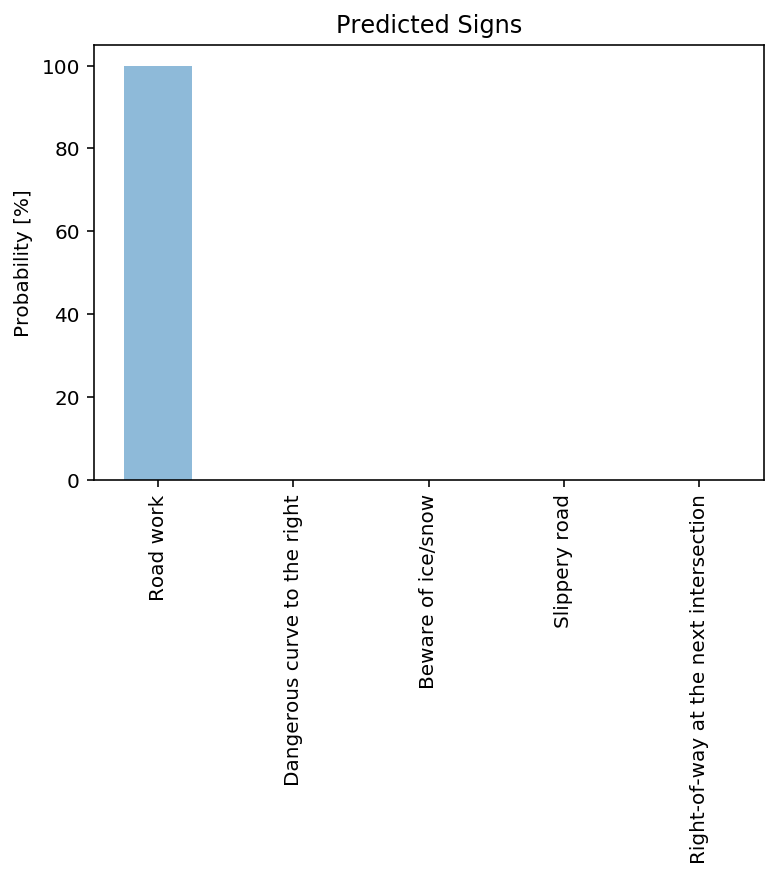 Predicted Signs
Probability [%]
100
80
60
40
20
0
Road work
Dangerous curve to the right
Beware of ice/snow
Slippery road
Right-of-way at the next intersection